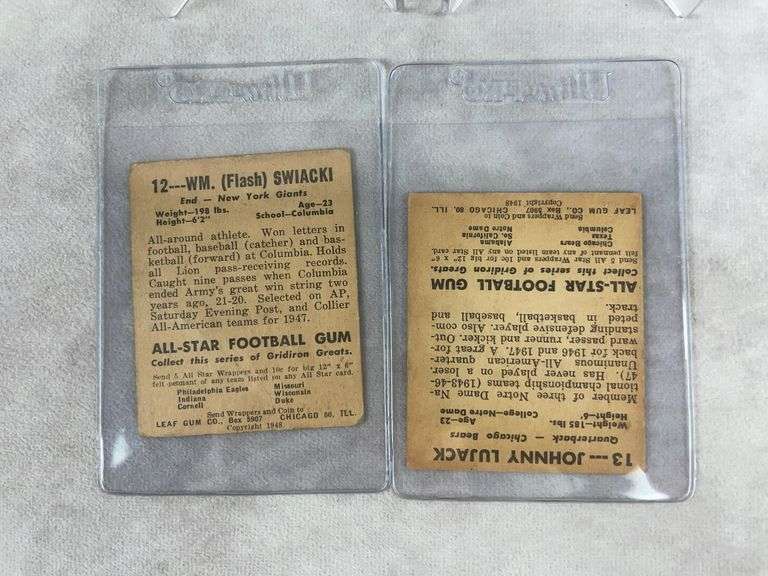 12---WM. (Flash) SWIACKI
End — New York Giants
Weight—198 lbs. Age—23
Height—6'2" School—Columbia
All-around athlete. Won letters in
football, baseball (catcher) and bas-
ketball (forward) at Columbia. Holds
all Lion pass-receiving records.
Caught nine passes when Columbia
ended Army's great win string two
years ago, 21-20. Selected on AP,
Saturday Evening Post, and Collier
All-American teams for 1947.
ALL-STAR FOOTBALL GUM
Collect this series of Gridiron Greats.
Send 5 All Star Wrappers and 10c for big 12" x 6"
felt pennant of any team listed on any All Star card.
Philadelphia Eagles Missouri
Indiana Wisconsin
Cornell Duke
Send Wrappers and Coin to
LEAF GUM CO., Box 5907 CHICAGO 80, ILL.
Copyright 1948
13---JOHNNY LUJACK
Quarterback — Chicago Bears
Weight—185 lbs. Age—23
Height—6' College—Notre Dame
Member of three Notre Dame Na-
tional championship teams (1943-46-
47). Has never played on a loser.
Unanimous All-American quarter-
back for 1946 and 1947. A great for-
ward passer, runner and kicker. Out-
standing defensive player. Also com-
peted in basketball, baseball and
track.
ALL-STAR FOOTBALL GUM
Collect this series of Gridiron Greats.
Send 5 All Star Wrappers and 10c for big 12" x 6"
felt pennant of any team listed on any All Star card.
Chicago Bears Alabama
Texas So. California
Columbia Notre Dame
Send Wrappers and Coin to
LEAF GUM CO., Box 5907 CHICAGO 80, ILL.
Copyright 1948